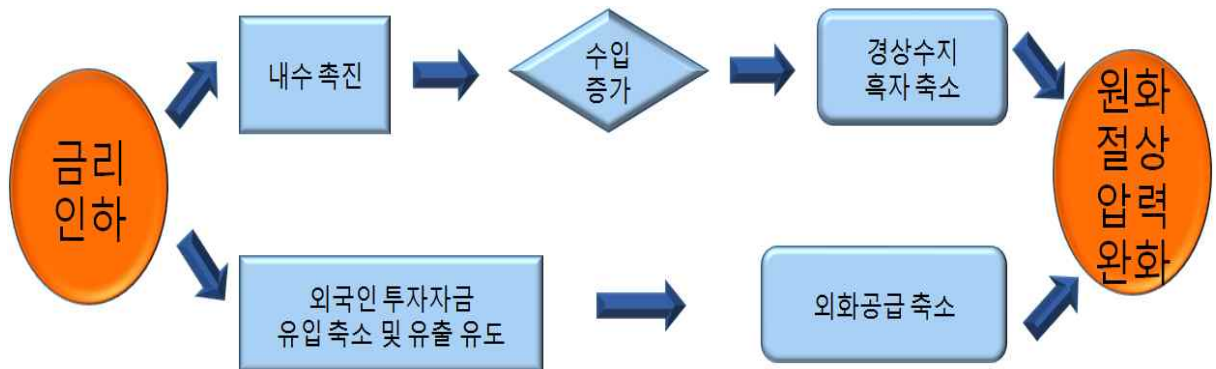 금리
인하
내수 촉진
수입
증가
경상수지
흑자 축소
외국인 투자자금
유입 축소 및 유출 유도
외화공급 축소
원화
절상
압력
완화